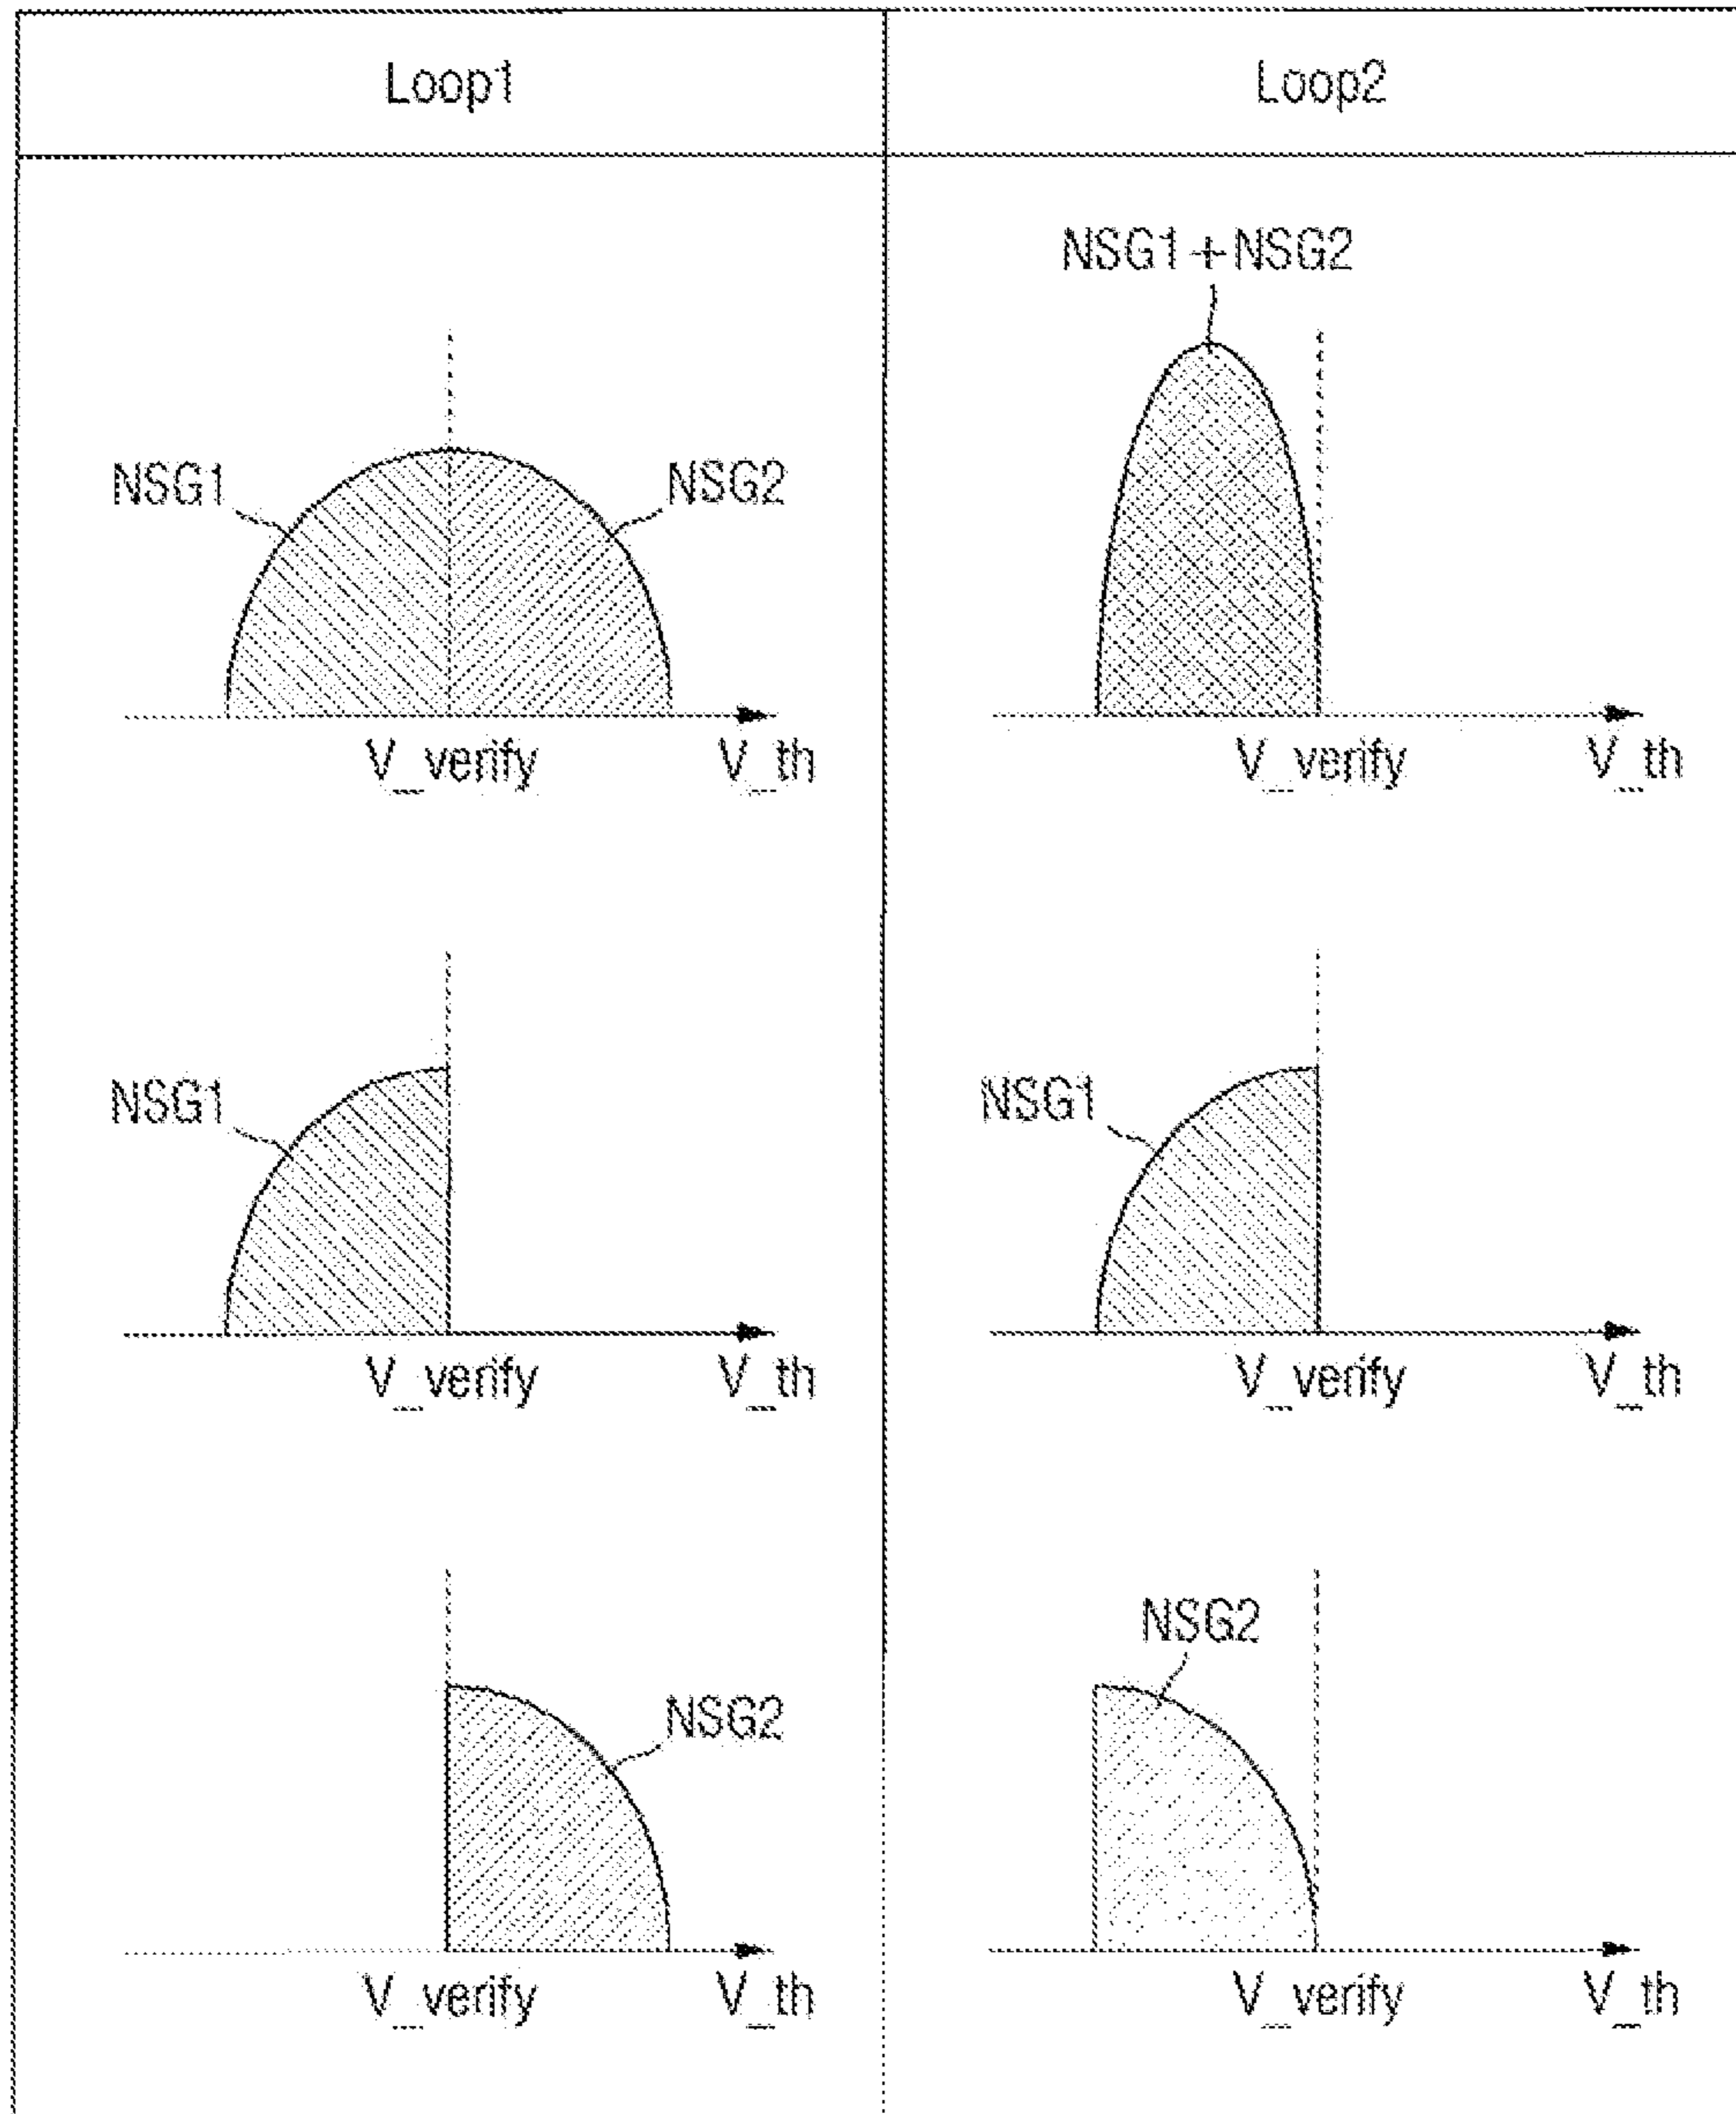 Loop1
Loop2
NSG1+NSG2
NSG1
NSG2
V_verify
V_th
V_verify
V_th
NSG1
NSG1
V_verify
V_th
V_verify
V_th
NSG2
NSG2
V_verify
V_th
V_verify
V_th